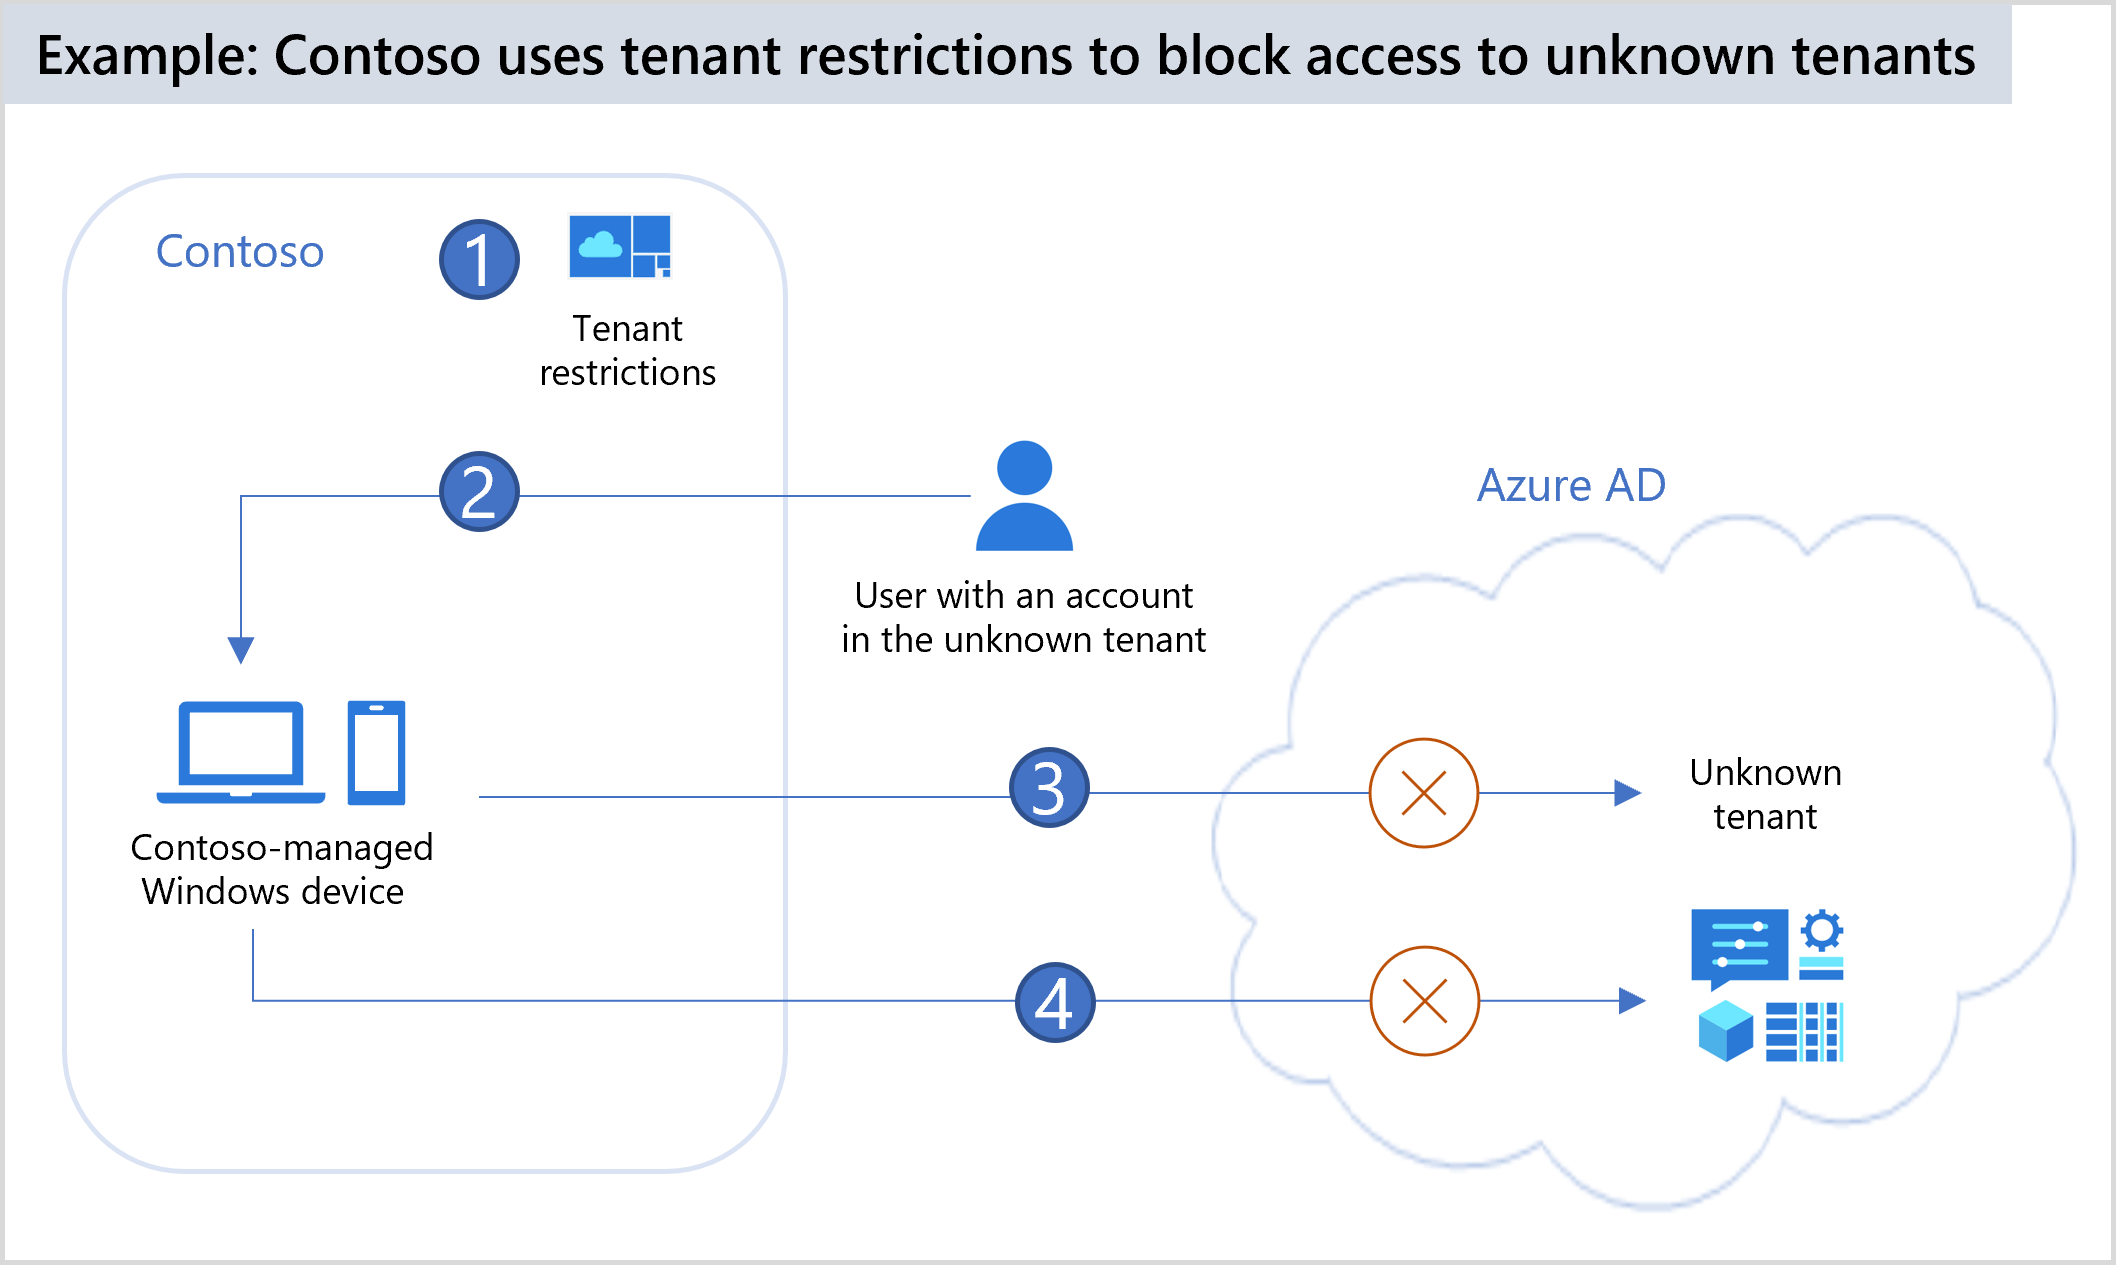 Example: Contoso uses tenant restrictions to block access to unknown tenants
Contoso
1
Tenant
restrictions
2
User with an account
in the unknown tenant
Azure AD
Contoso-managed
Windows device
3
Unknown
tenant
4